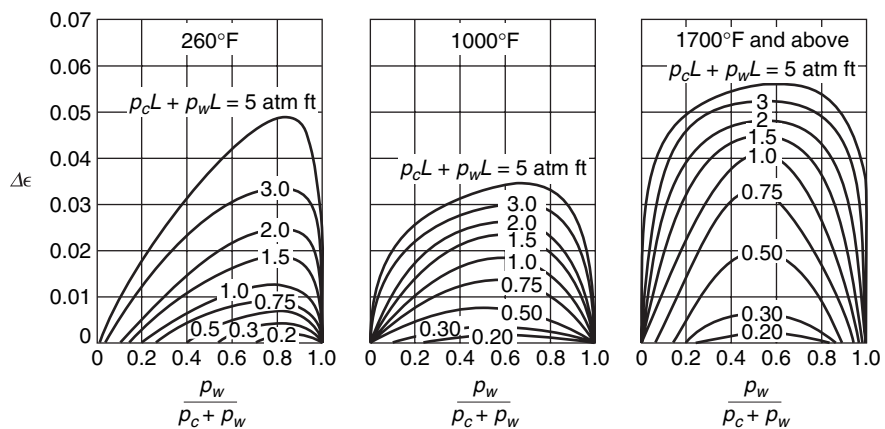 260°F
1000°F
1700°F and above
0.07
0.06
0.05
0.04
0.03
0.02
0.01
0
Δϵ
p_cL + p_wL = 5 atm ft
3.0
2.0
1.5
1.0
0.75
0.5
0.3
0.2
p_cL + p_wL = 5 atm ft
3.0
2.0
1.5
1.0
0.75
0.50
0.30
0.20
p_cL + p_wL = 5 atm ft
3
2
1.5
1.0
0.75
0.50
0.30
0.20
0 0.2 0.4 0.6 0.8 1.0
0 0.2 0.4 0.6 0.8 1.0
0 0.2 0.4 0.6 0.8 1.0
p_w
p_c + p_w
p_w
p_c + p_w
p_w
p_c + p_w